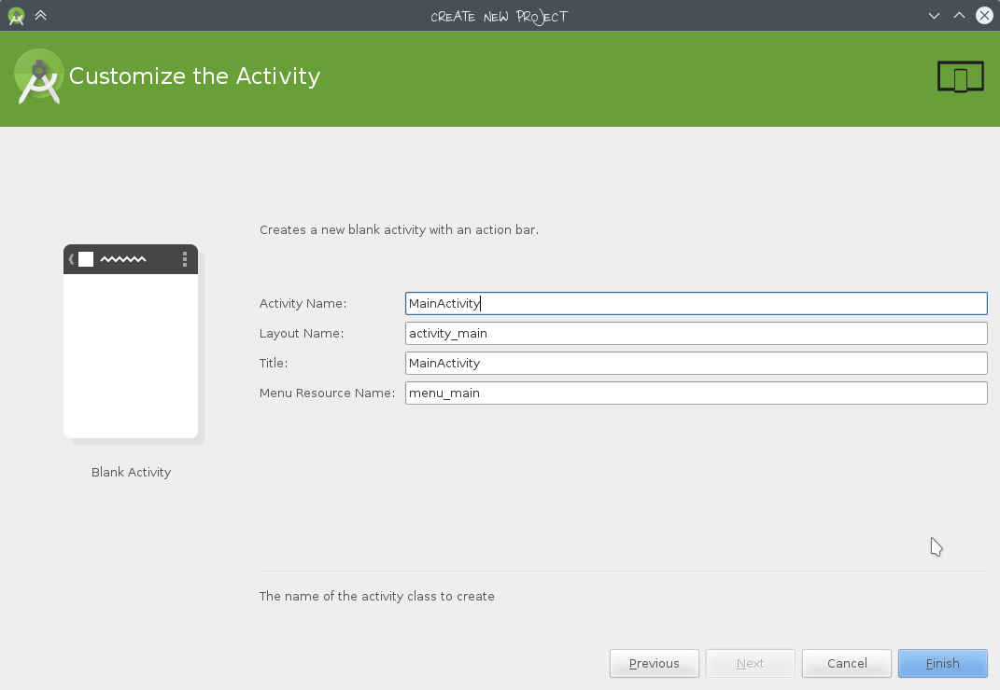 CREATE NEW PROJECT
Customize the Activity
Creates a new blank activity with an action bar.
Activity Name: MainActivity
Layout Name: activity_main
Title: MainActivity
Menu Resource Name: menu_main
Blank Activity
The name of the activity class to create
Previous Next Cancel Finish